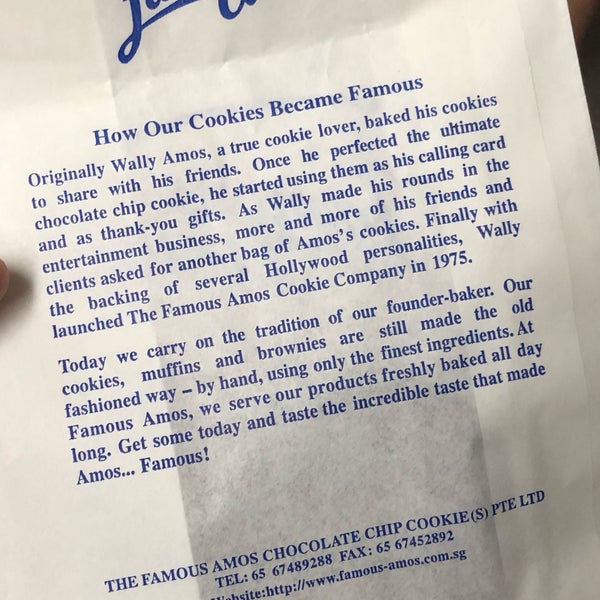 How Our Cookies Became Famous
Originally Wally Amos, a true cookie lover, baked his cookies
to share with his friends. Once he perfected the ultimate
chocolate chip cookie, he started using them as his calling card
and as thank-you gifts. As Wally made his rounds in the
entertainment business, more and more of his friends and
clients asked for another bag of Amos's cookies. Finally with
the backing of several Hollywood personalities, Wally
launched The Famous Amos Cookie Company in 1975.
Today we carry on the tradition of our founder-baker. Our
cookies, muffins and brownies are still made the old
fashioned way – by hand, using only the finest ingredients. At
Famous Amos, we serve our products freshly baked all day
long. Get some today and taste the incredible taste that made
Amos... Famous!
THE FAMOUS AMOS CHOCOLATE CHIP COOKIE(S) PTE LTD
TEL: 65 67489288 FAX: 65 67452892
Website:http://www.famous-amos.com.sg